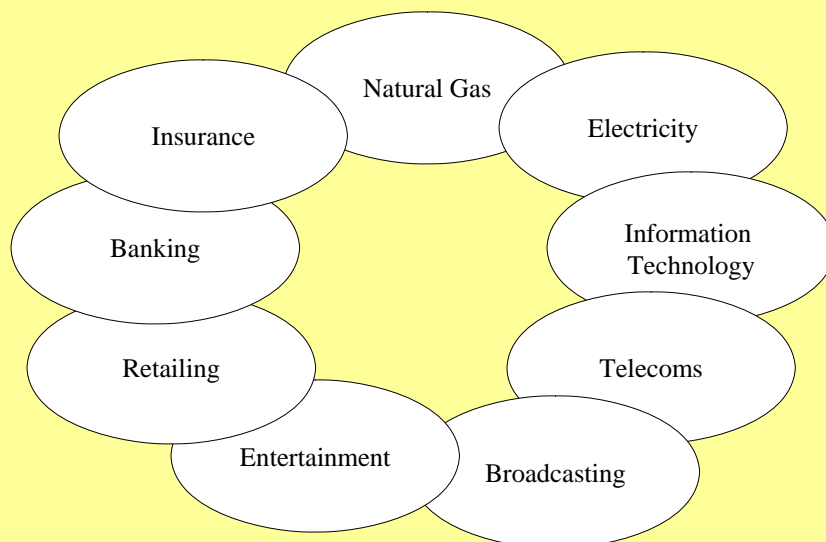 Natural Gas
Electricity
Insurance
Information
Technology
Banking
Retailing
Telecoms
Entertainment
Broadcasting